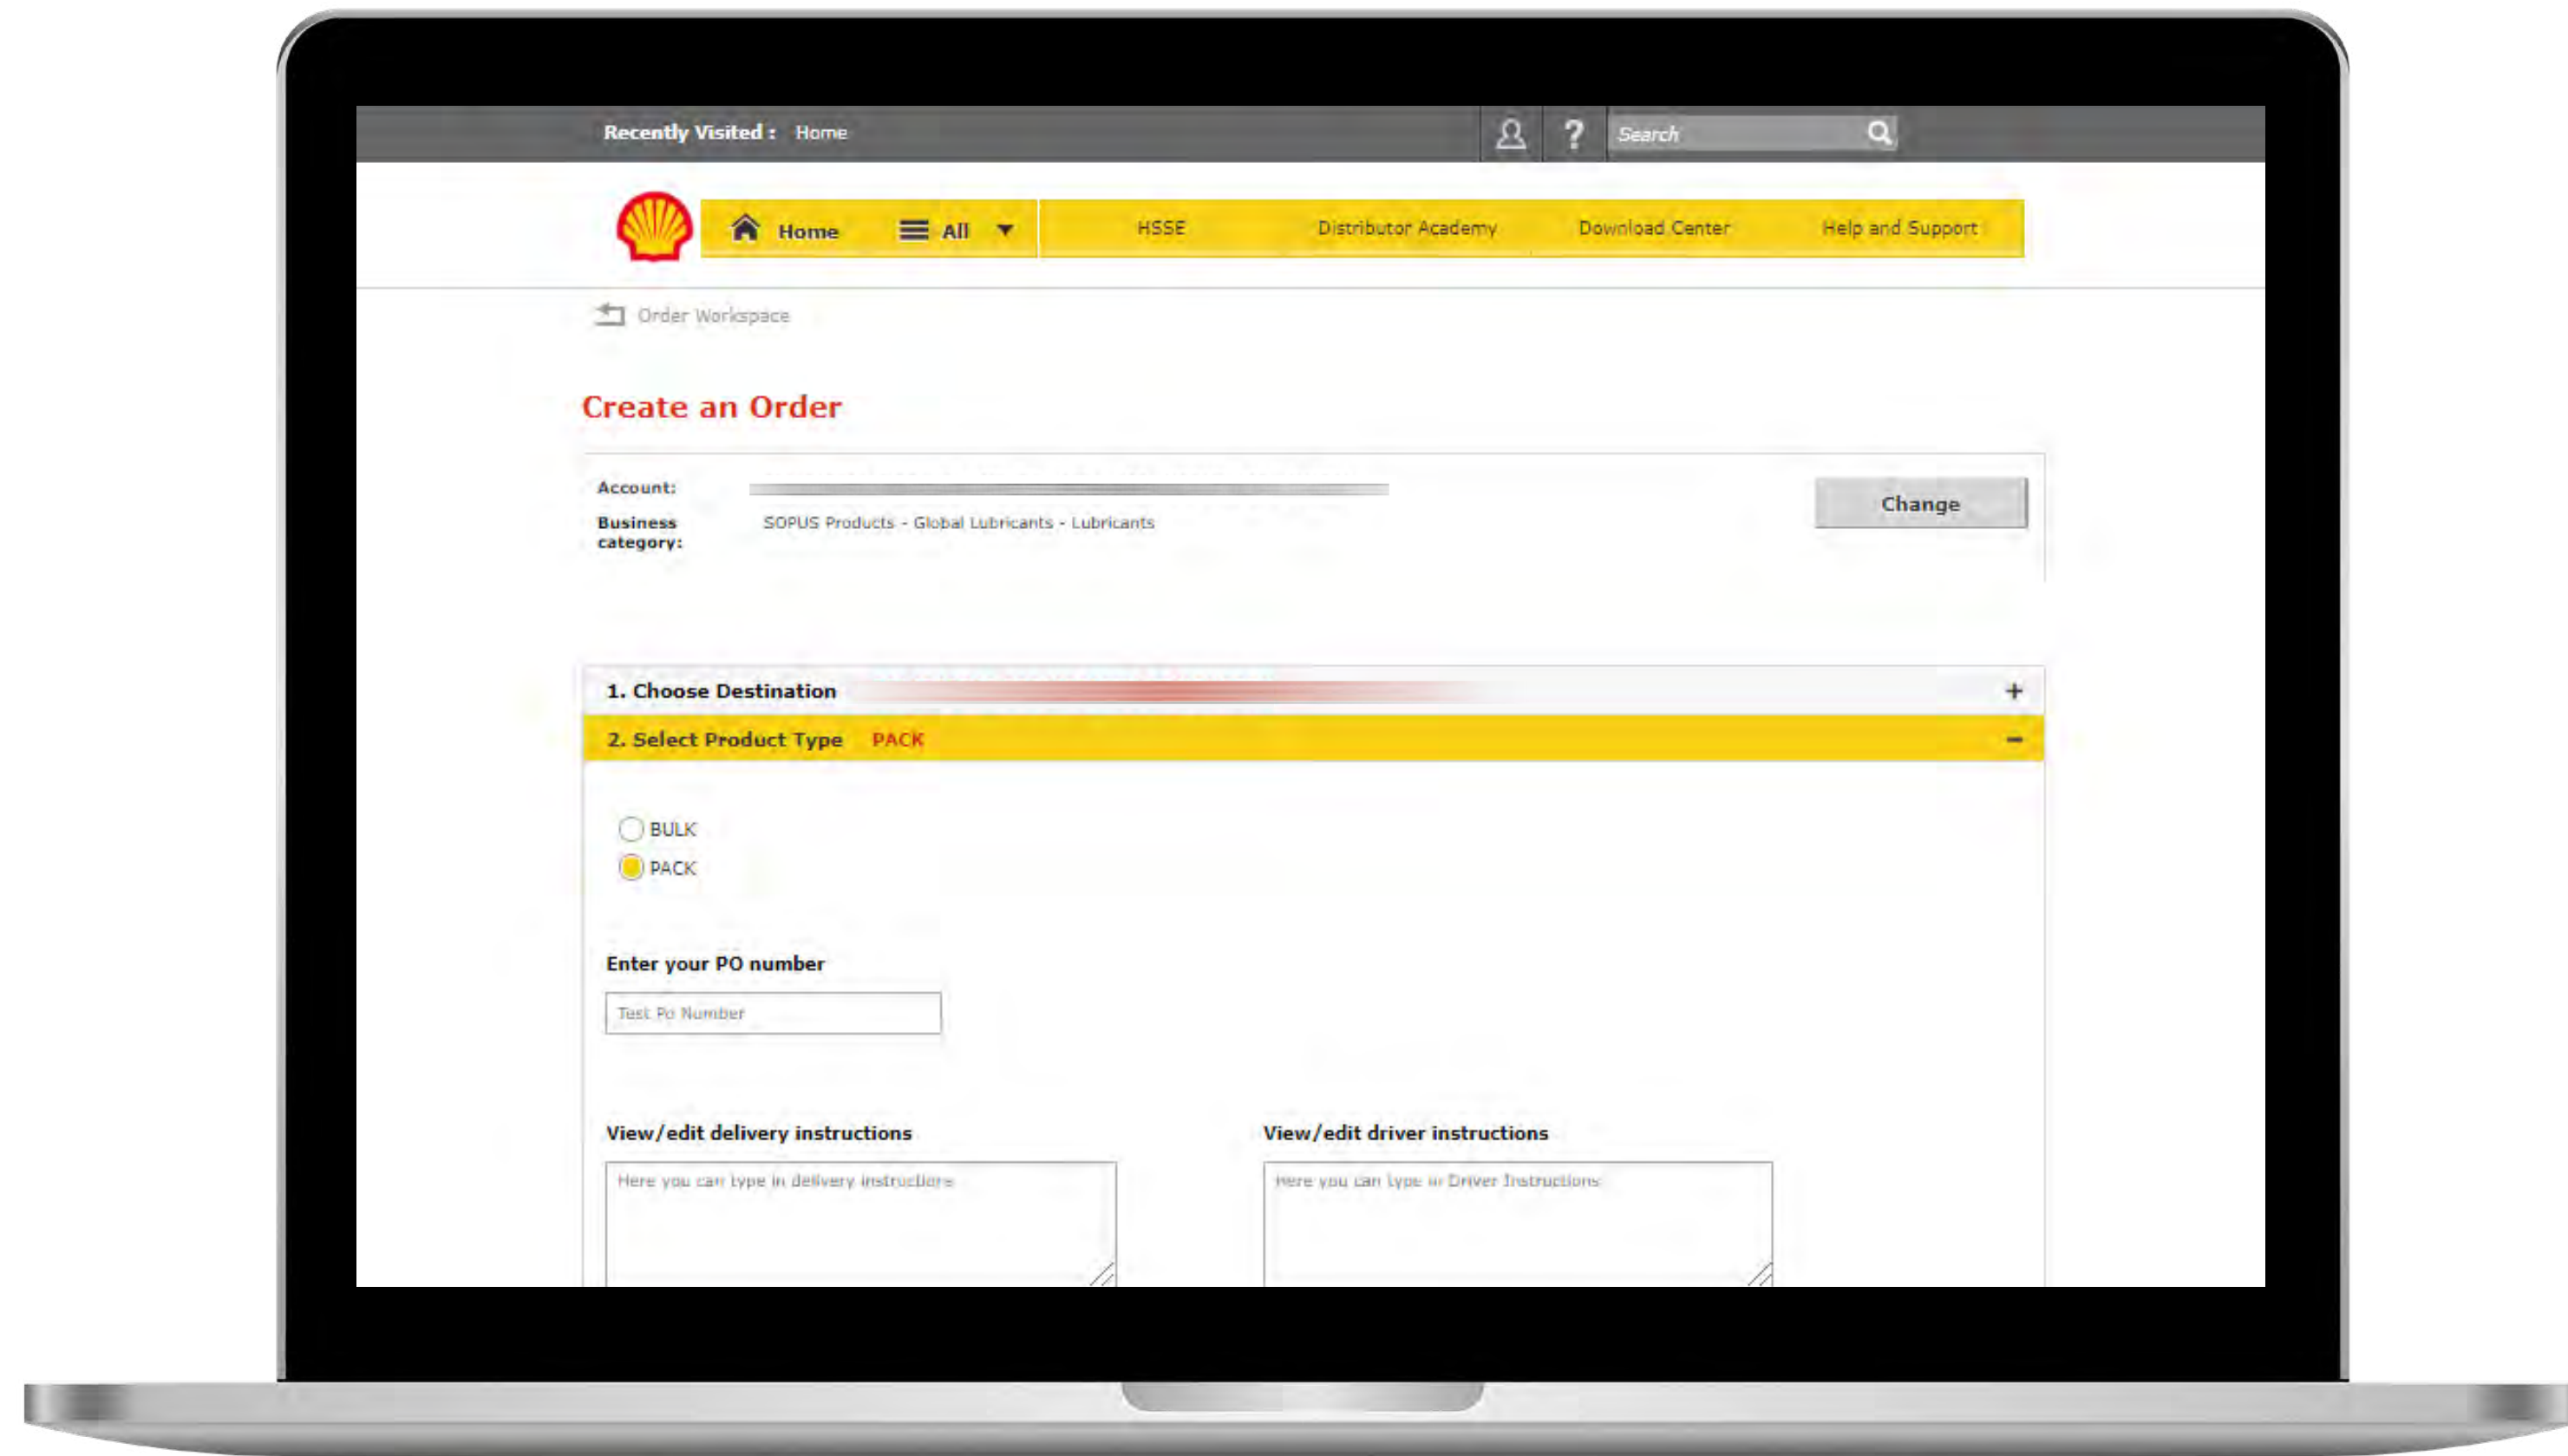 Recently Visited : Home
Search
Home All HSSE Distributor Academy Download Center Help and Support
Order Workspace
Create an Order
Account:
Change
Business category: SOPUS Products - Global Lubricants - Lubricants
1. Choose Destination +
2. Select Product Type PACK -
BULK
PACK
Enter your PO number
Test Po Number
View/edit delivery instructions View/edit driver instructions
Here you can type in delivery instructions Here you can type in Driver Instructions